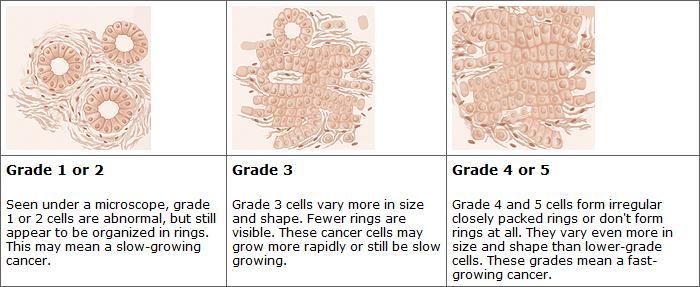 Grade 1 or 2
Seen under a microscope, grade
1 or 2 cells are abnormal, but still
appear to be organized in rings.
This may mean a slow-growing
cancer.
Grade 3
Grade 3 cells vary more in size
and shape. Fewer rings are
visible. These cancer cells may
grow more rapidly or still be slow
growing.
Grade 4 or 5
Grade 4 and 5 cells form irregular
closely packed rings or don't form
rings at all. They vary even more in
size and shape than lower-grade
cells. These grades mean a fast-
growing cancer.